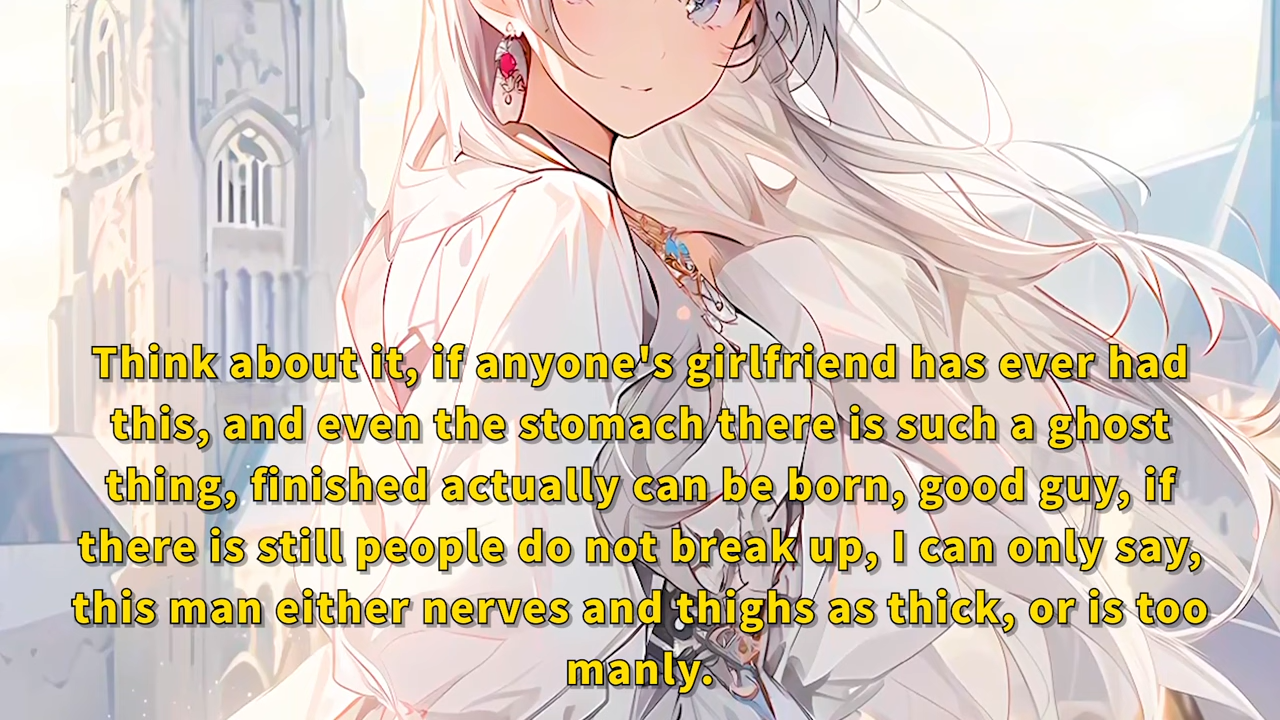 Think about it, if anyone's girlfriend has ever had
this, and even the stomach there is such a ghost
thing, finished actually can be born, good guy, if
there is still people do not break up, I can only say,
this man either nerves and thighs as thick, or is too
manly.